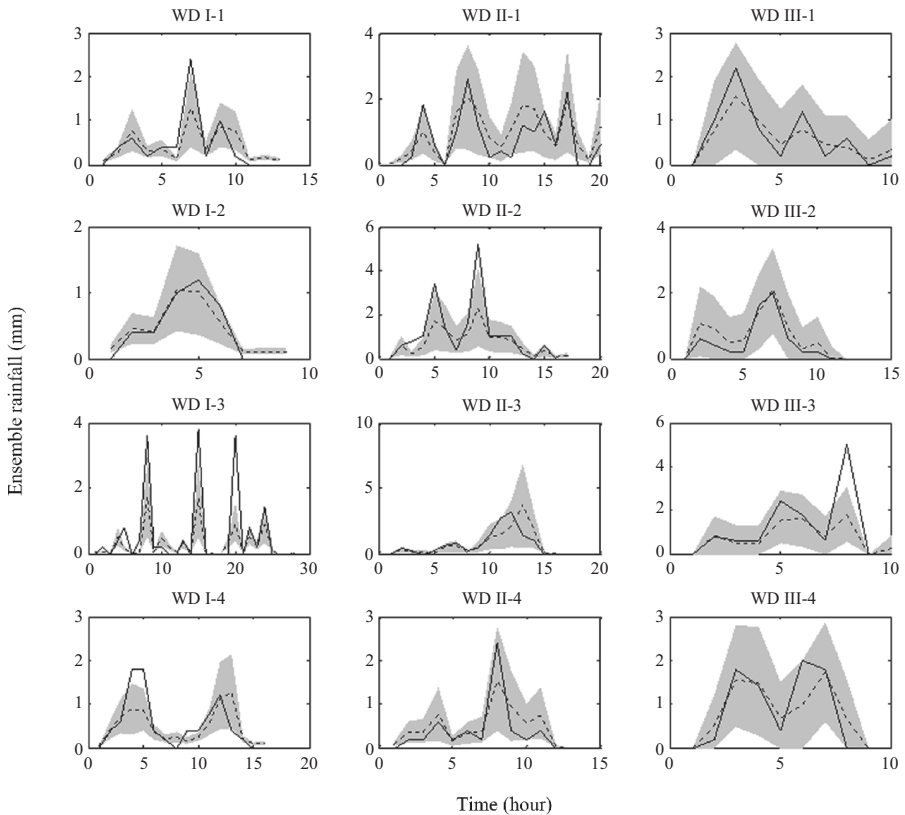 WD I-1 WD II-1 WD III-1
3 4 3
2 2
2
1 1
0 0 0
0 5 10 15 0 5 10 15 20 0 5 10
WD I-2 WD II-2 WD III-2
2 6 4
4
1 2
2
0 0 0
0 5 10 0 5 10 15 20 0 5 10 15
WD I-3 WD II-3 WD III-3
4 10 6
4
2 5
2
0 0 0
0 10 20 30 0 5 10 15 20 0 5 10
WD I-4 WD II-4 WD III-4
3 3 3
2 2 2
1 1 1
0 0 0
0 5 10 15 20 0 5 10 15 0 5 10
Ensemble rainfall (mm)
Time (hour)